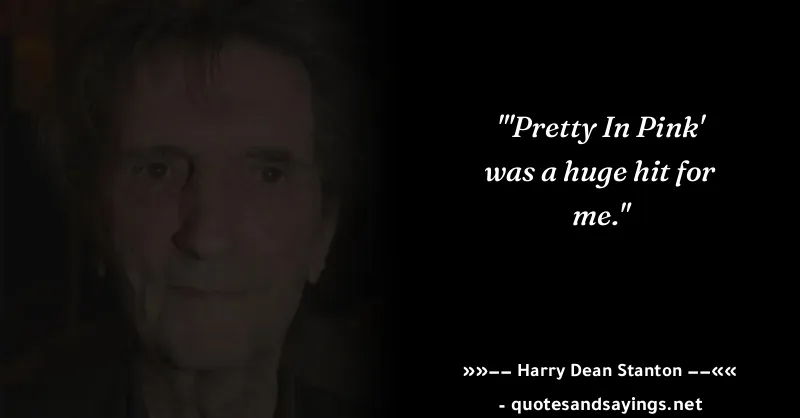 "'Pretty In Pink'
was a huge hit for
me."
»»–– Harry Dean Stanton ––««
- quotesandsayings.net